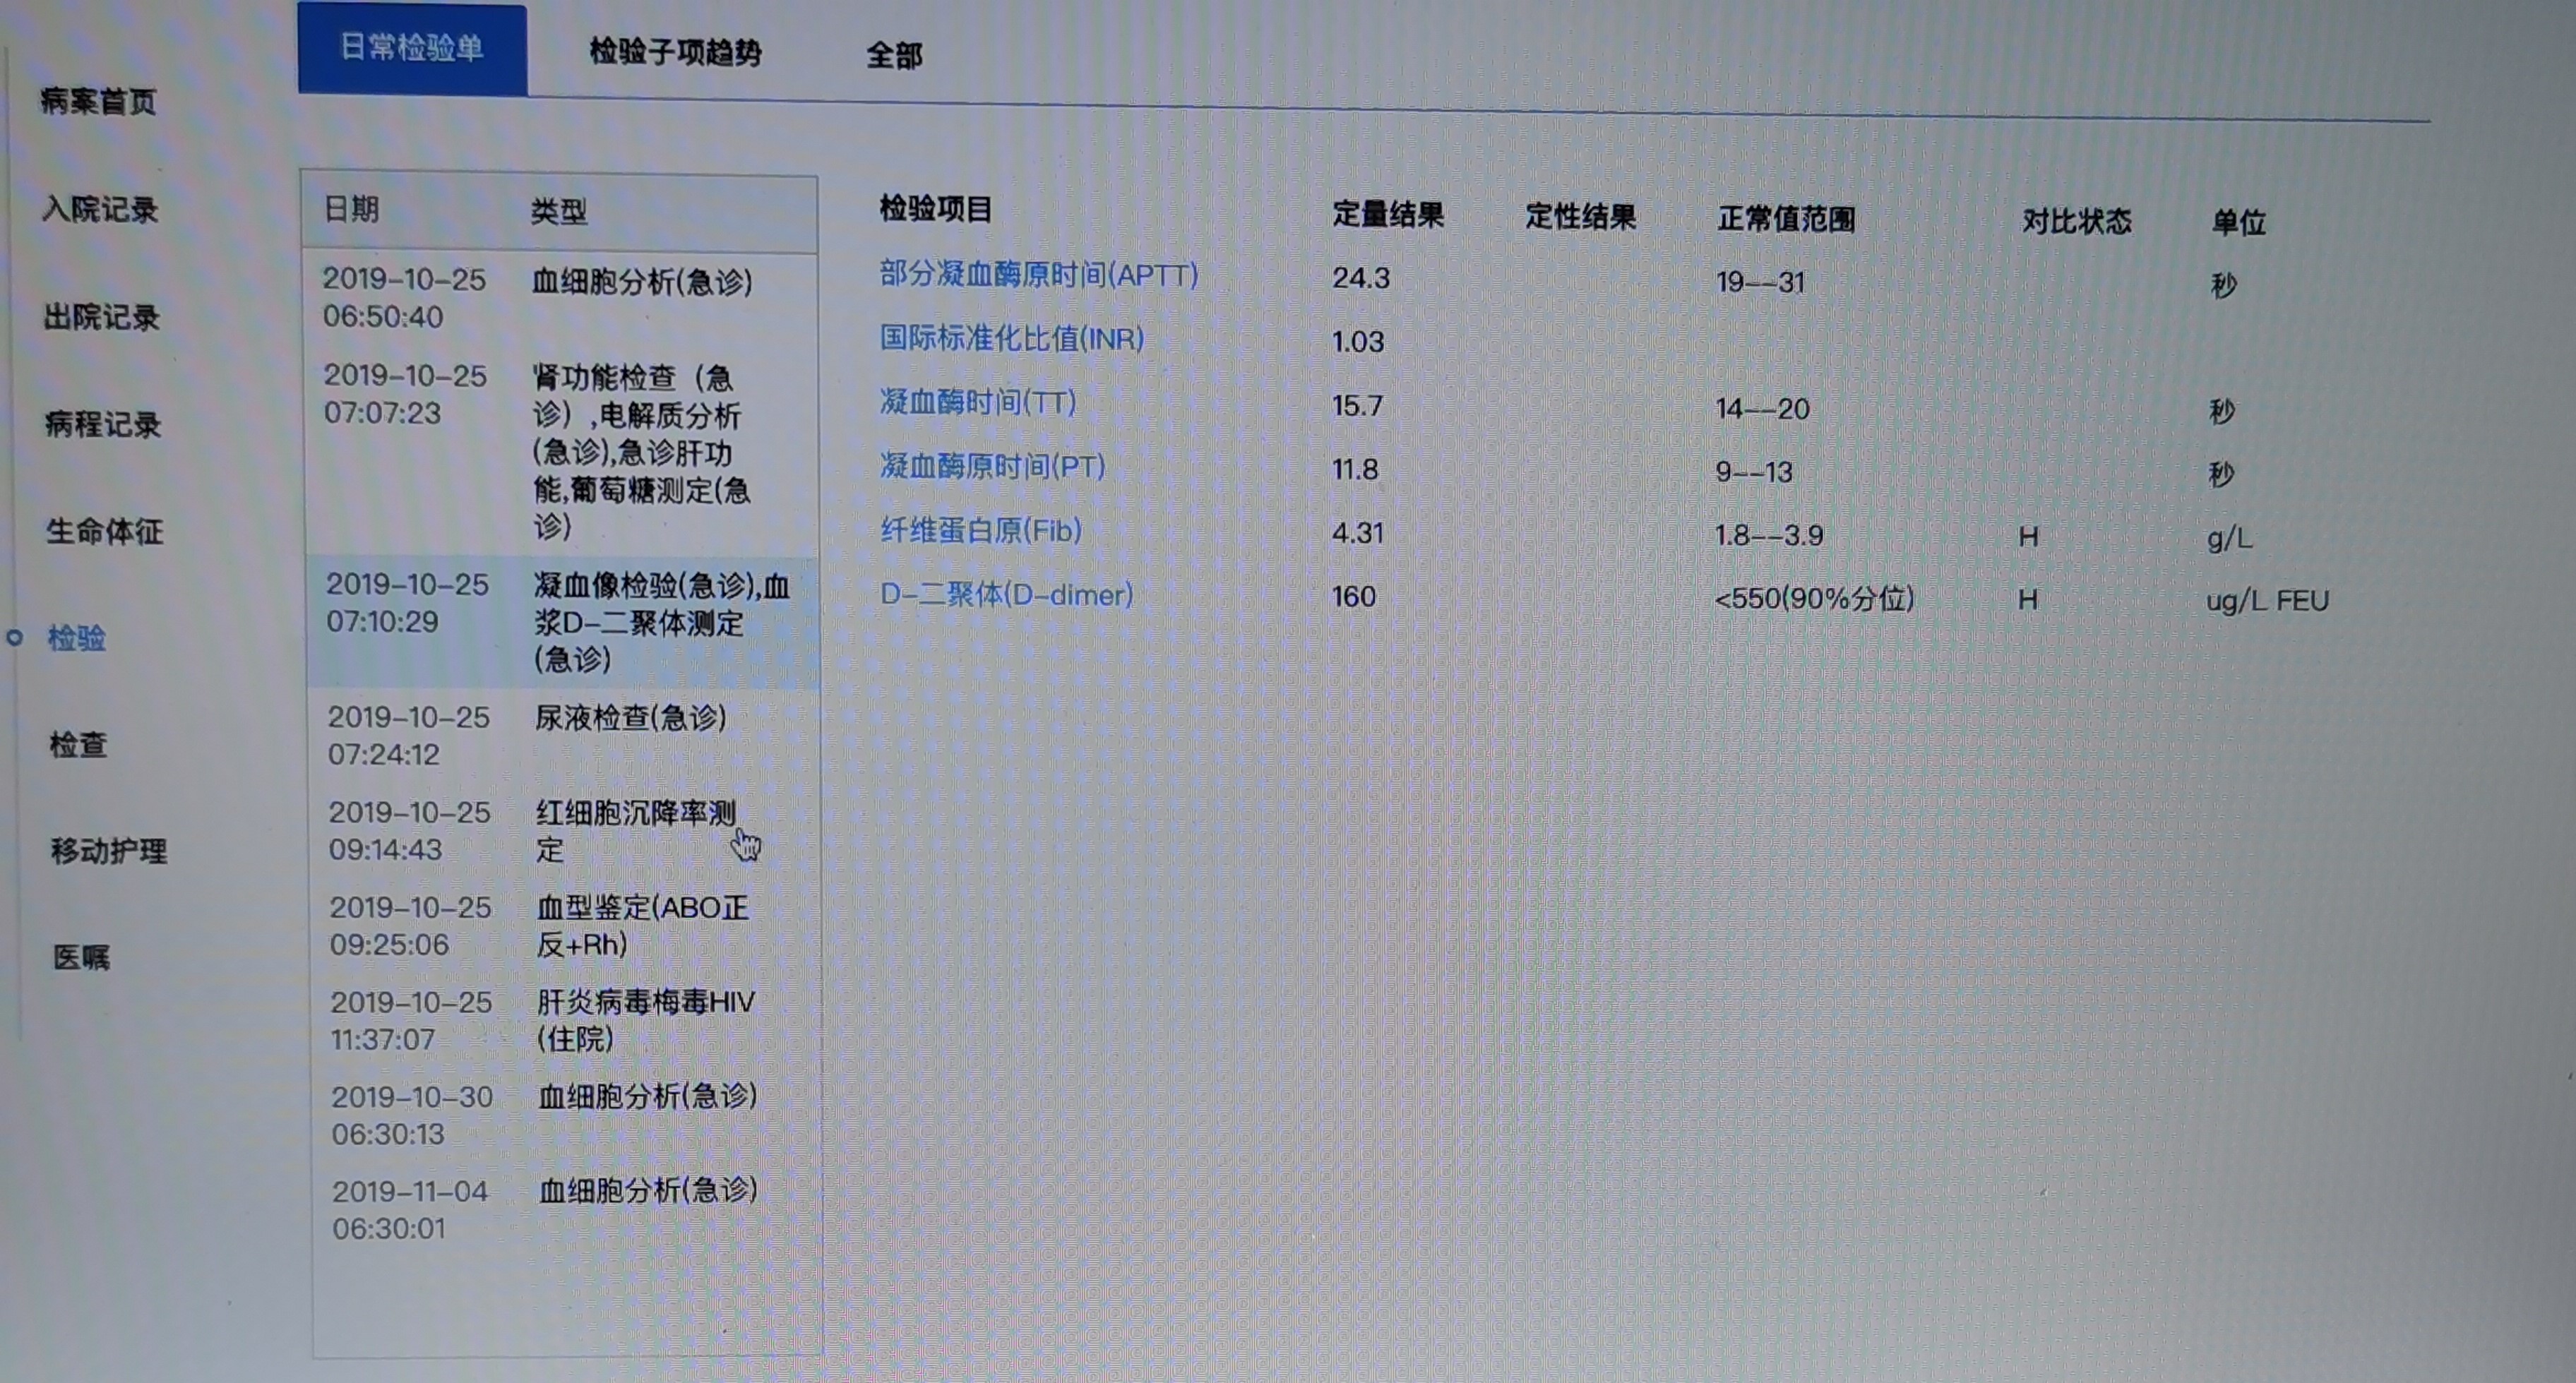 日常检验单 检验子项趋势 全部
病案首页
入院记录
出院记录
病程记录
生命体征
检验
检查
移动护理
医嘱
日期 类型
2019-10-25 血细胞分析(急诊)
06:50:40
2019-10-25 肾功能检查（急
07:07:23 诊）,电解质分析
(急诊),急诊肝功
能,葡萄糖测定(急
诊)
2019-10-25 凝血像检验(急诊),血
07:10:29 浆D-二聚体测定
(急诊)
2019-10-25 尿液检查(急诊)
07:24:12
2019-10-25 红细胞沉降率测
09:14:43 定
2019-10-25 血型鉴定(ABO正
09:25:06 反+Rh)
2019-10-25 肝炎病毒梅毒HIV
11:37:07 (住院)
2019-10-30 血细胞分析(急诊)
06:30:13
2019-11-04 血细胞分析(急诊)
06:30:01
检验项目 定量结果 定性结果 正常值范围 对比状态 单位
部分凝血酶原时间(APTT) 24.3 19--31 秒
国际标准化比值(INR) 1.03
凝血酶时间(TT) 15.7 14--20 秒
凝血酶原时间(PT) 11.8 9--13 秒
纤维蛋白原(Fib) 4.31 1.8--3.9 H g/L
D-二聚体(D-dimer) 160 <550(90%分位) H ug/L FEU